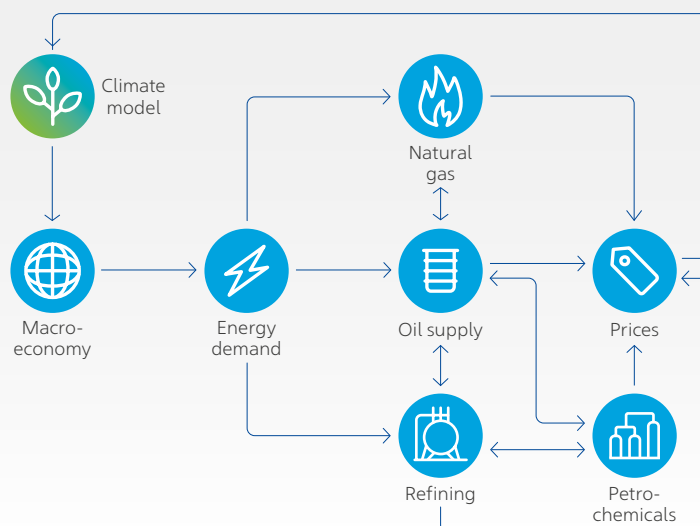 Climate
model
Natural
gas
Macro-
economy
Energy
demand
Oil supply
Prices
Refining
Petro-
chemicals